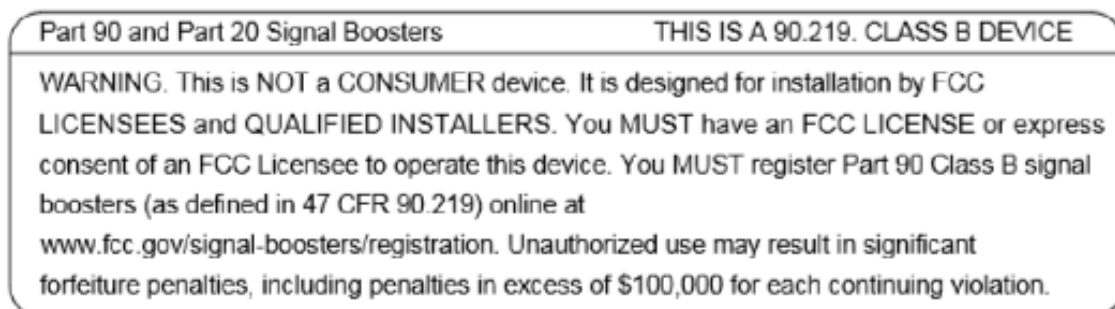 Part 90 and Part 20 Signal Boosters THIS IS A 90.219. CLASS B DEVICE
WARNING. This is NOT a CONSUMER device. It is designed for installation by FCC
LICENSEES and QUALIFIED INSTALLERS. You MUST have an FCC LICENSE or express
consent of an FCC Licensee to operate this device. You MUST register Part 90 Class B signal
boosters (as defined in 47 CFR 90.219) online at
www.fcc.gov/signal-boosters/registration. Unauthorized use may result in significant
forfeiture penalties, including penalties in excess of $100,000 for each continuing violation.